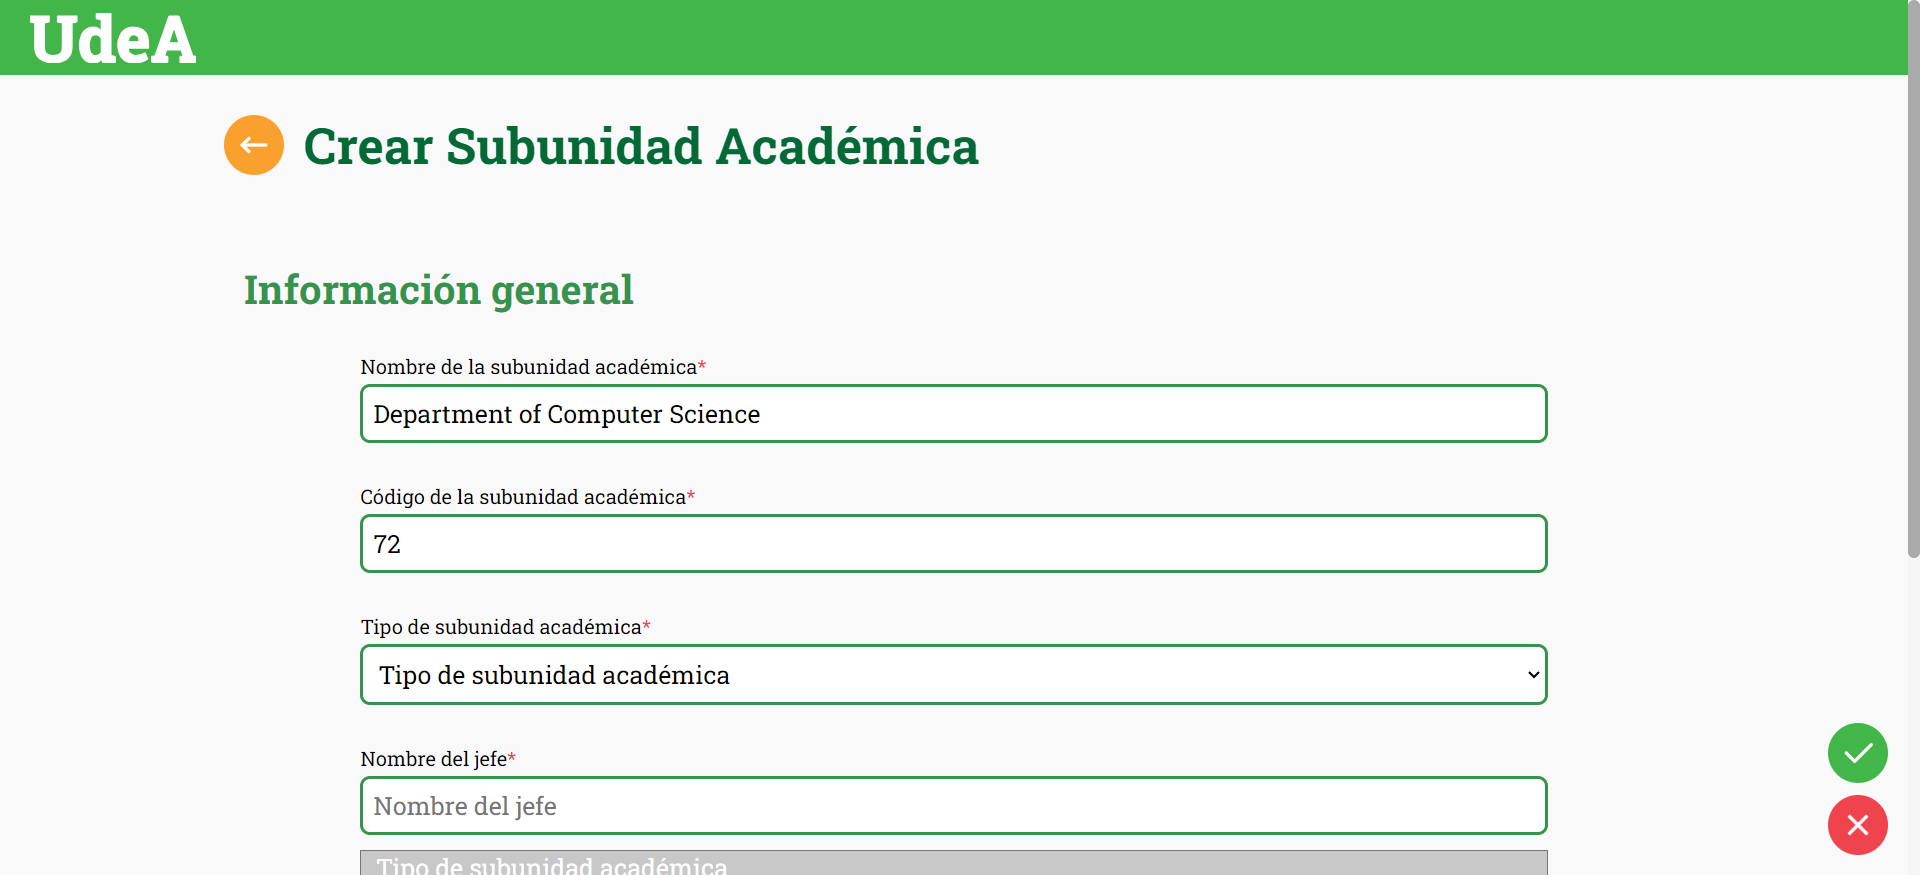 UdeA
Crear Subunidad Académica
Información general
Nombre de la subunidad académica*
Department of Computer Science
Código de la subunidad académica*
72
Tipo de subunidad académica*
Tipo de subunidad académica
Nombre del jefe*
Nombre del jefe
Tipo de subunidad académica